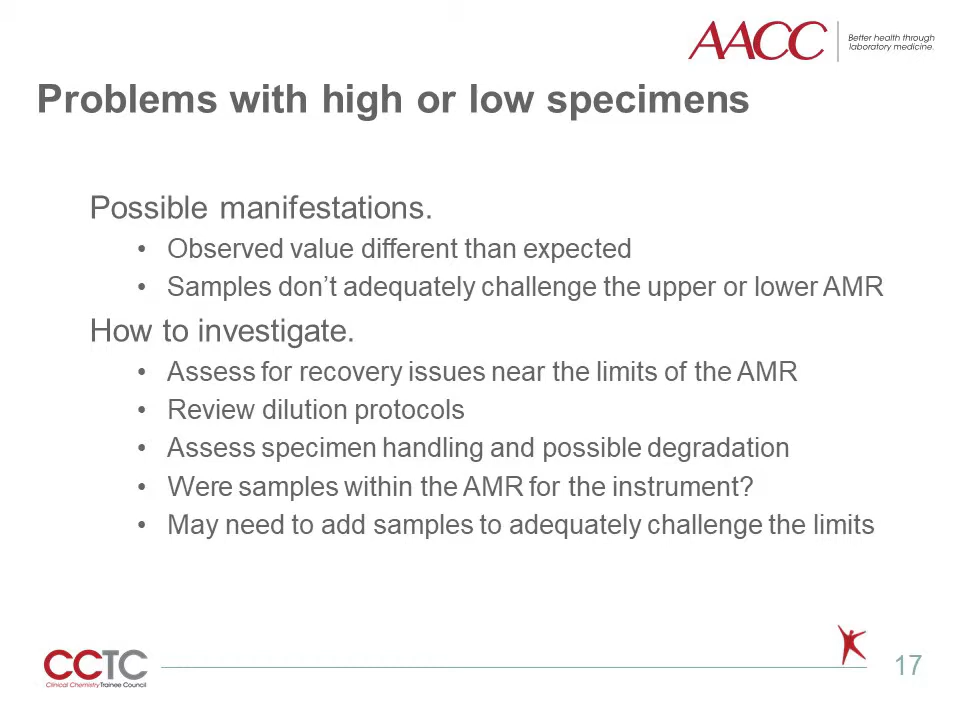 AACC
Better health through
laboratory medicine.
Problems with high or low specimens
Possible manifestations.
• Observed value different than expected
• Samples don’t adequately challenge the upper or lower AMR
How to investigate.
• Assess for recovery issues near the limits of the AMR
• Review dilution protocols
• Assess specimen handling and possible degradation
• Were samples within the AMR for the instrument?
• May need to add samples to adequately challenge the limits
CCTC
Clinical Chemistry Trainee Council
17